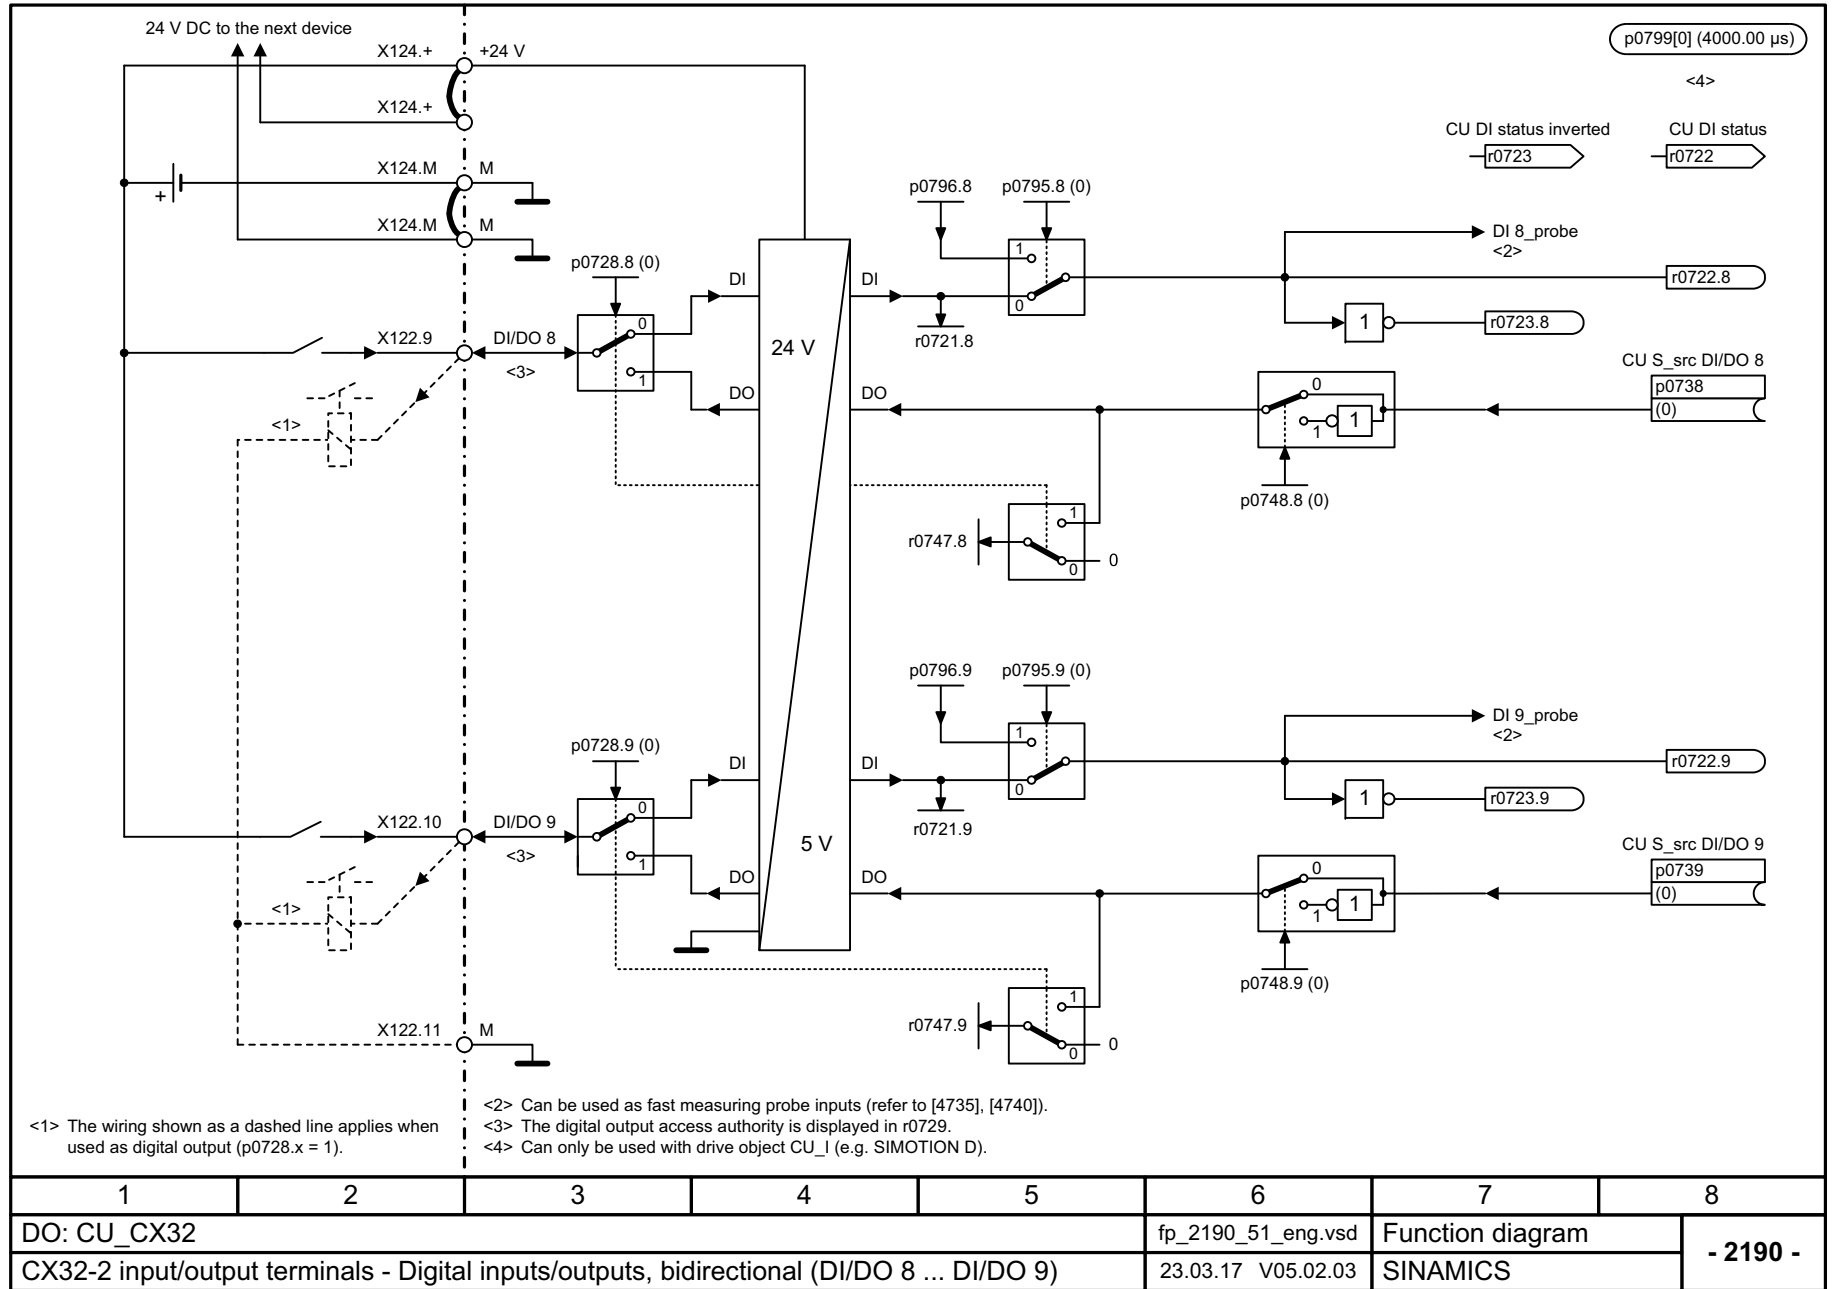 24 V DC to the next device
X124.+
+24 V
p0799[0] (4000.00 µs)
<4>
X124.+
CU DI status inverted
CU DI status
r0723
r0722
X124.M
M
+
p0796.8
p0795.8 (0)
X124.M
M
DI 8_probe
<2>
1
p0728.8 (0)
DI
DI
r0722.8
0
r0721.8
1
r0723.8
0
X122.9
DI/DO 8
<3>
24 V
CU S_src DI/DO 8
p0738
(0)
1
DO
DO
0
1
1
<1>
p0748.8 (0)
1
r0747.8
0
0
p0796.9
p0795.9 (0)
DI 9_probe
<2>
1
p0728.9 (0)
DI
DI
r0722.9
0
r0721.9
1
r0723.9
0
X122.10
DI/DO 9
<3>
5 V
CU S_src DI/DO 9
p0739
(0)
1
DO
DO
0
1
1
<1>
p0748.9 (0)
1
r0747.9
0
0
X122.11
M
<1> The wiring shown as a dashed line applies when
used as digital output (p0728.x = 1).
<2> Can be used as fast measuring probe inputs (refer to [4735], [4740]).
<3> The digital output access authority is displayed in r0729.
<4> Can only be used with drive object CU_I (e.g. SIMOTION D).
1
2
3
4
5
6
7
8
DO: CU_CX32
fp_2190_51_eng.vsd
Function diagram
- 2190 -
CX32-2 input/output terminals - Digital inputs/outputs, bidirectional (DI/DO 8 ... DI/DO 9)
23.03.17 V05.02.03
SINAMICS